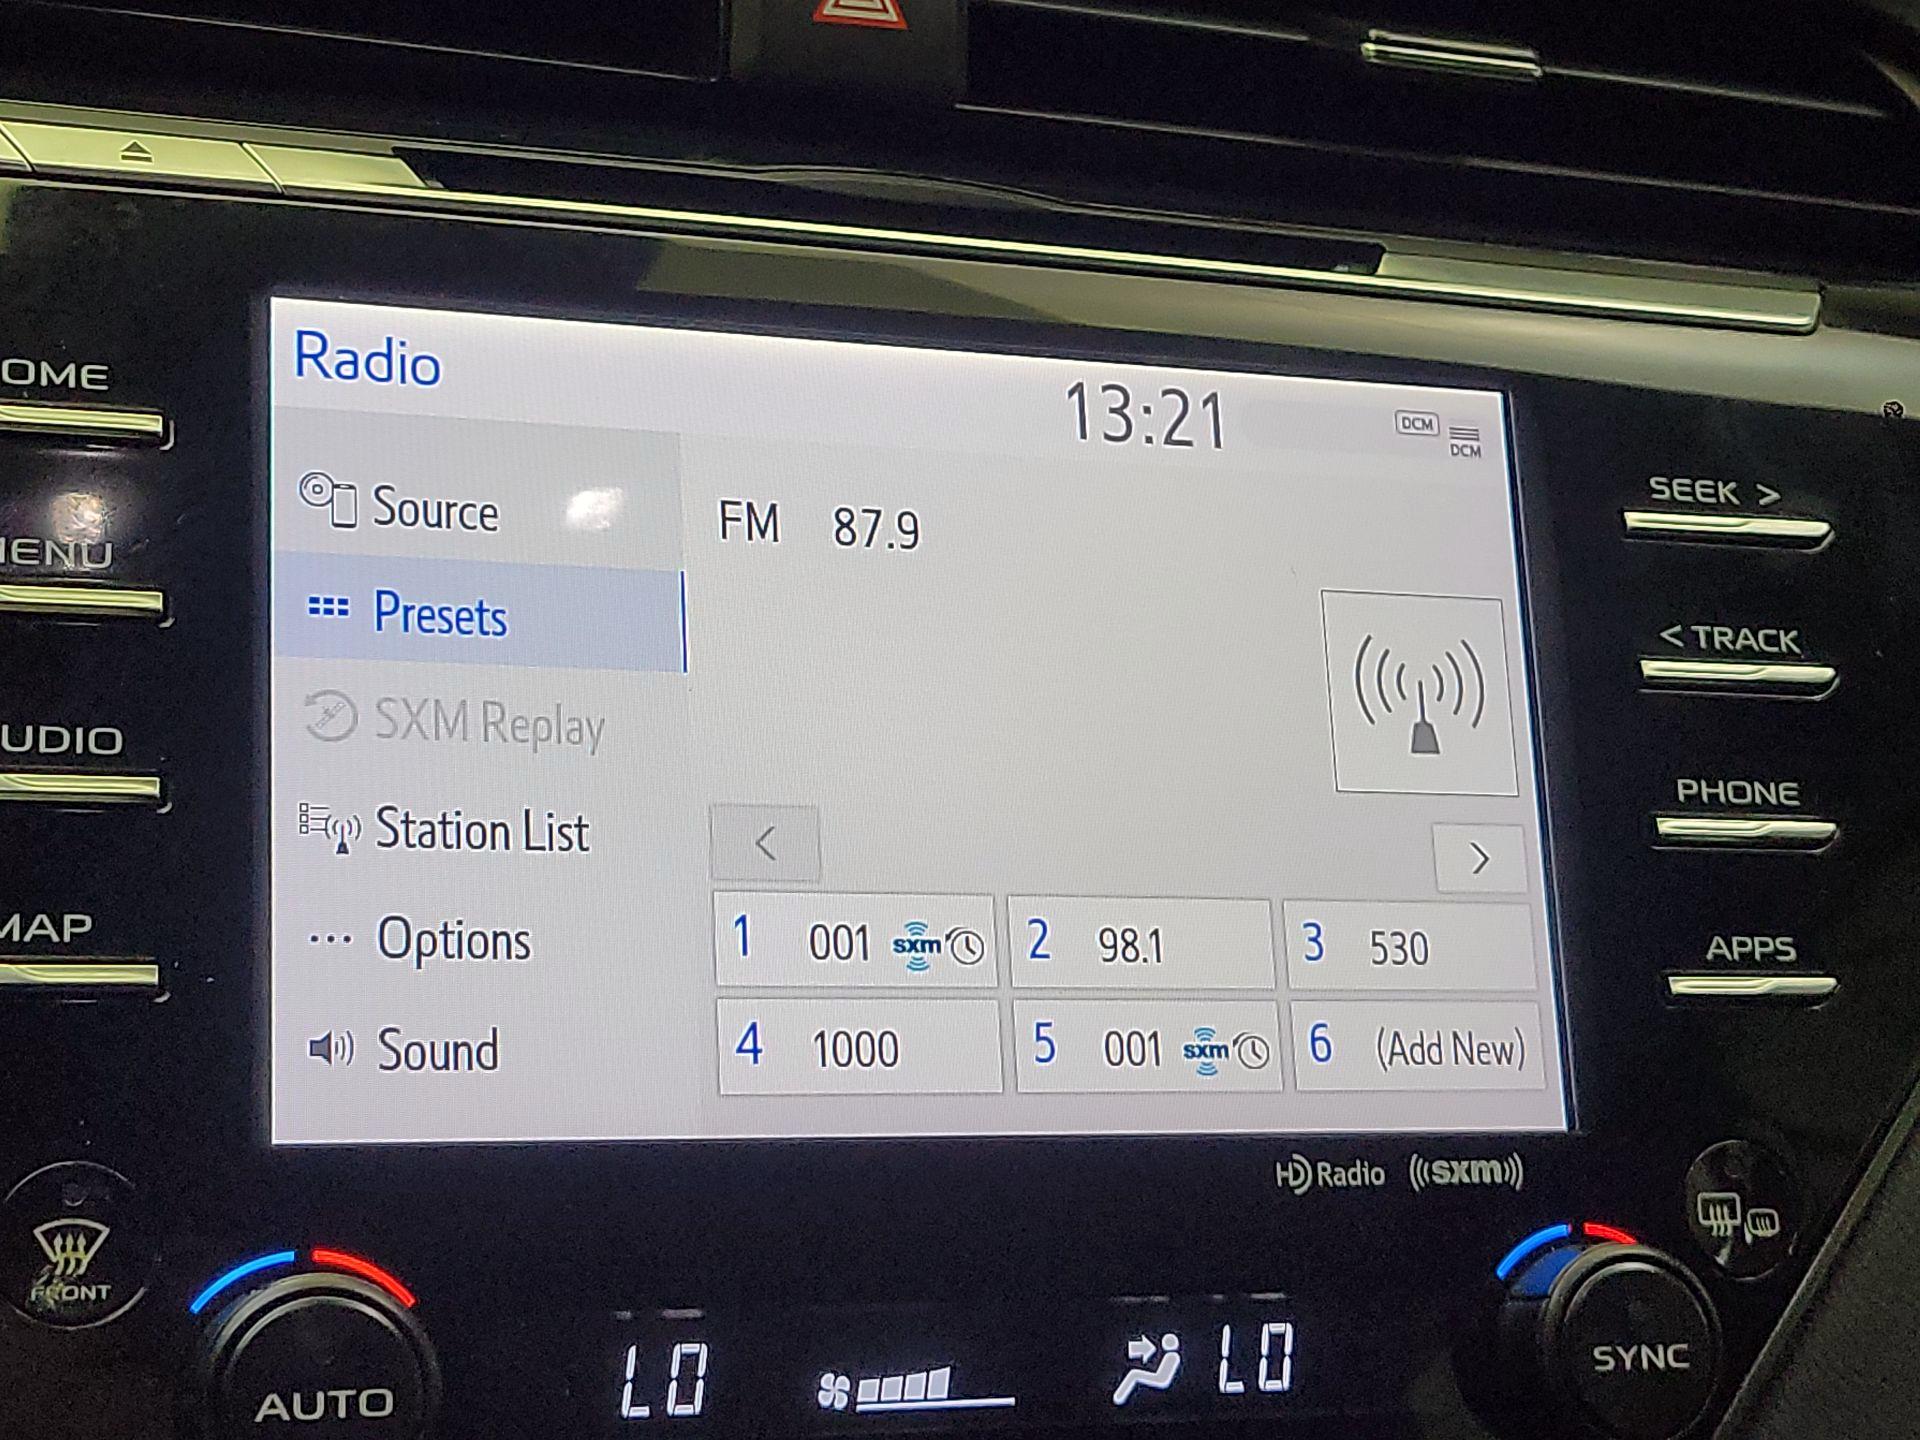 Radio
13:21
DCM
DCM
OME
SEEK >
Source
FM 87.9
MENU
Presets
< TRACK
SXM Replay
UDIO
Station List
PHONE
<
>
MAP
Options
1 001 sxm
2 98.1
3 530
APPS
Sound
4 1000
5 001 sxm
6 (Add New)
HD Radio
((sxm))
FRONT
AUTO
LO
LO
SYNC